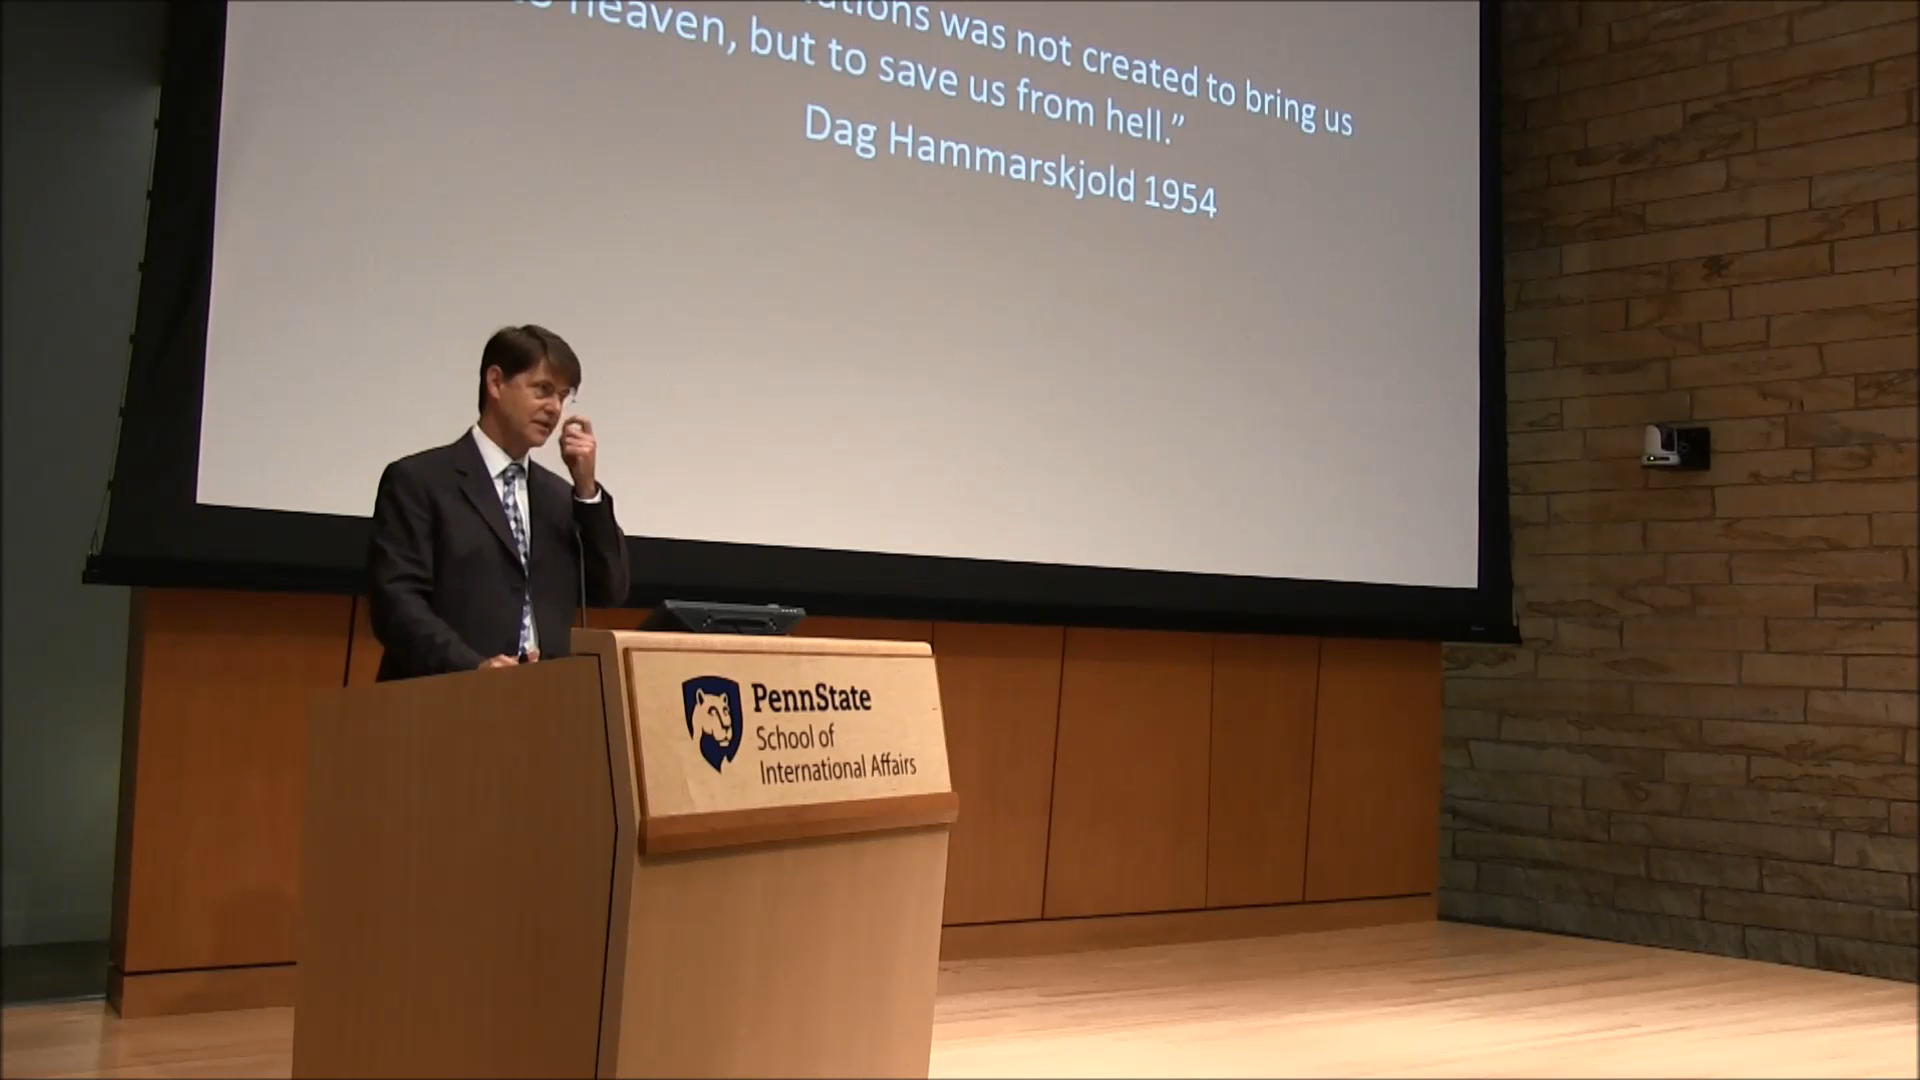 was not created to bring us
heaven, but to save us from hell.”
Dag Hammarskjold 1954
PennState
School of
International Affairs